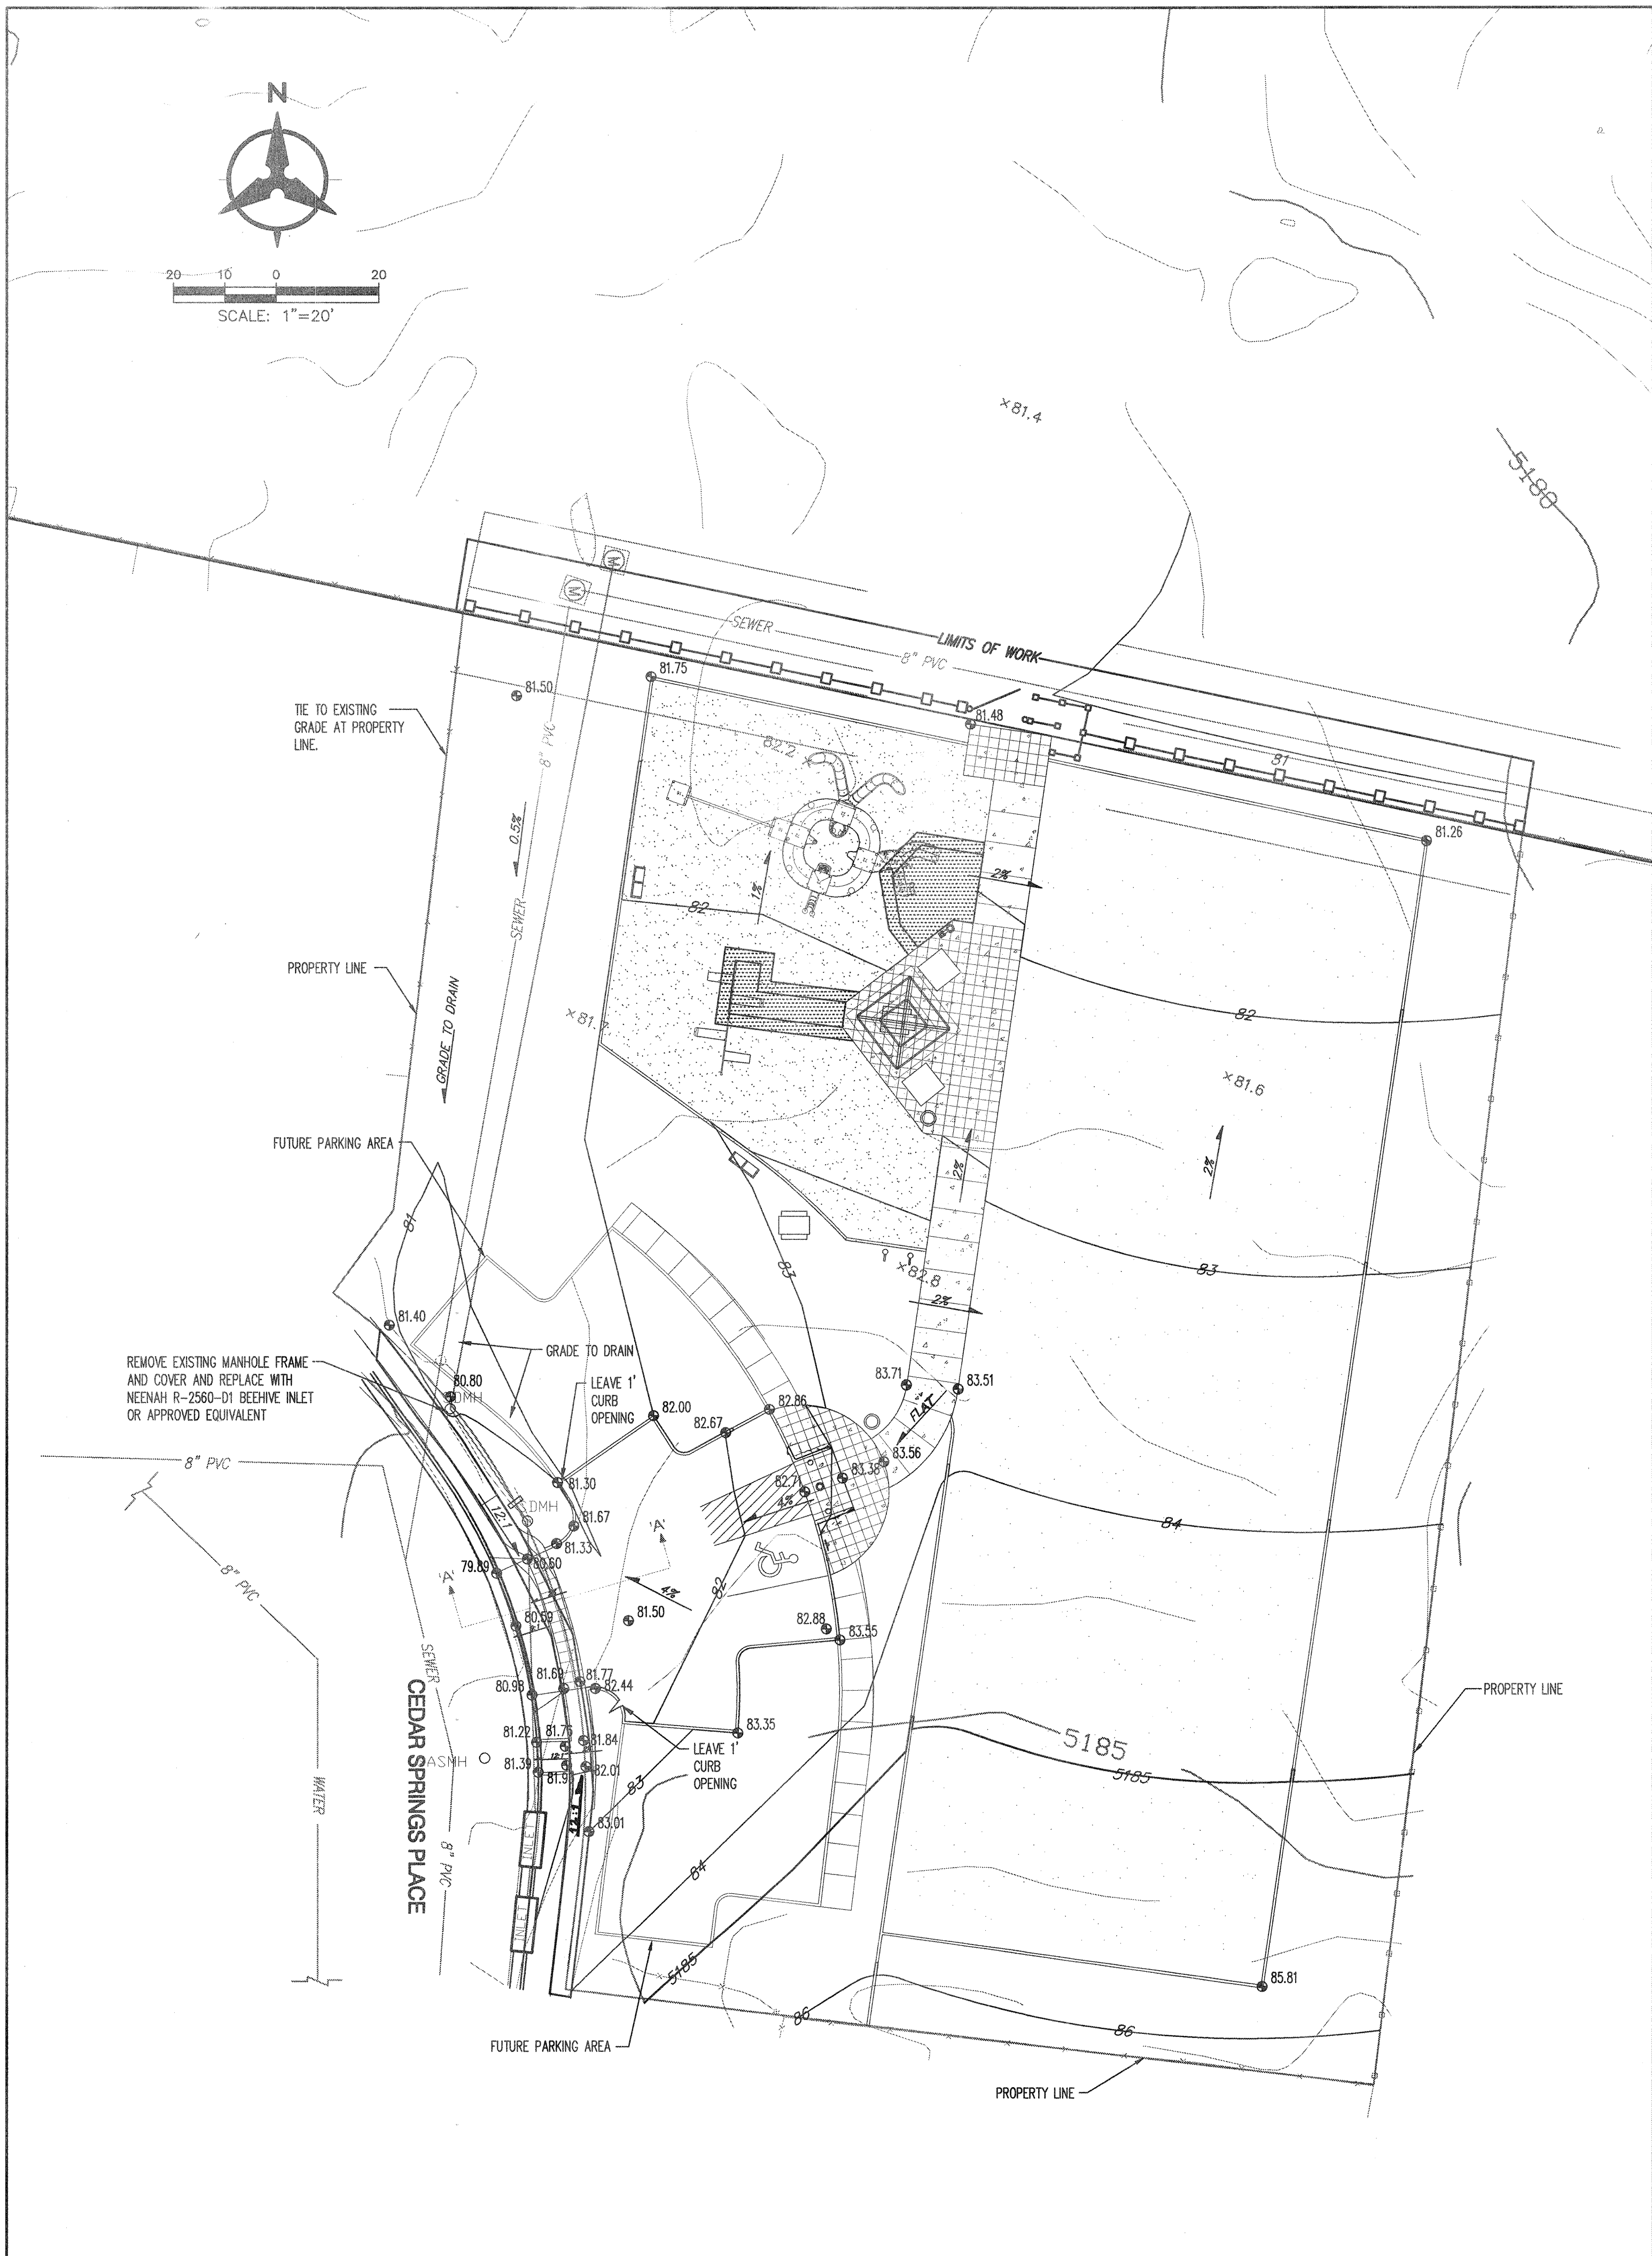 N
20 10 0 20
SCALE: 1"=20'
×81.4
5180
SEWER
LIMITS OF WORK
8" PVC
M
M
81.75
81.50
81.48
TIE TO EXISTING
GRADE AT PROPERTY
LINE.
8" PVC
82.2
81
81.26
0.5%
1%
2%
82
SEWER
PROPERTY LINE
GRADE TO DRAIN
×81.7
82
×81.6
FUTURE PARKING AREA
2%
2%
81
83
×82.8
83
2%
81.40
GRADE TO DRAIN
REMOVE EXISTING MANHOLE FRAME
AND COVER AND REPLACE WITH
NEENAH R-2560-D1 BEEHIVE INLET
OR APPROVED EQUIVALENT
80.80
LEAVE 1'
CURB
OPENING
83.71
83.51
FLAT
82.00
82.86
82.67
83.56
8" PVC
81.30
82.71
83.38
4%
SDMH
12:1
81.67
84
'A'
81.33
79.89
80.60
8" PVC
'A'
4%
82
80.59
81.50
82.88
83.55
SEWER
81.77
80.98
82.44
PROPERTY LINE
CEDAR SPRINGS PLACE
83.35
81.22
81.84
5185
LEAVE 1'
CURB
OPENING
81.39
82.01
5185
WATER
83
12:1
83.01
INLET
8" PVC
84
INLET
5185
85.81
86
86
FUTURE PARKING AREA
PROPERTY LINE